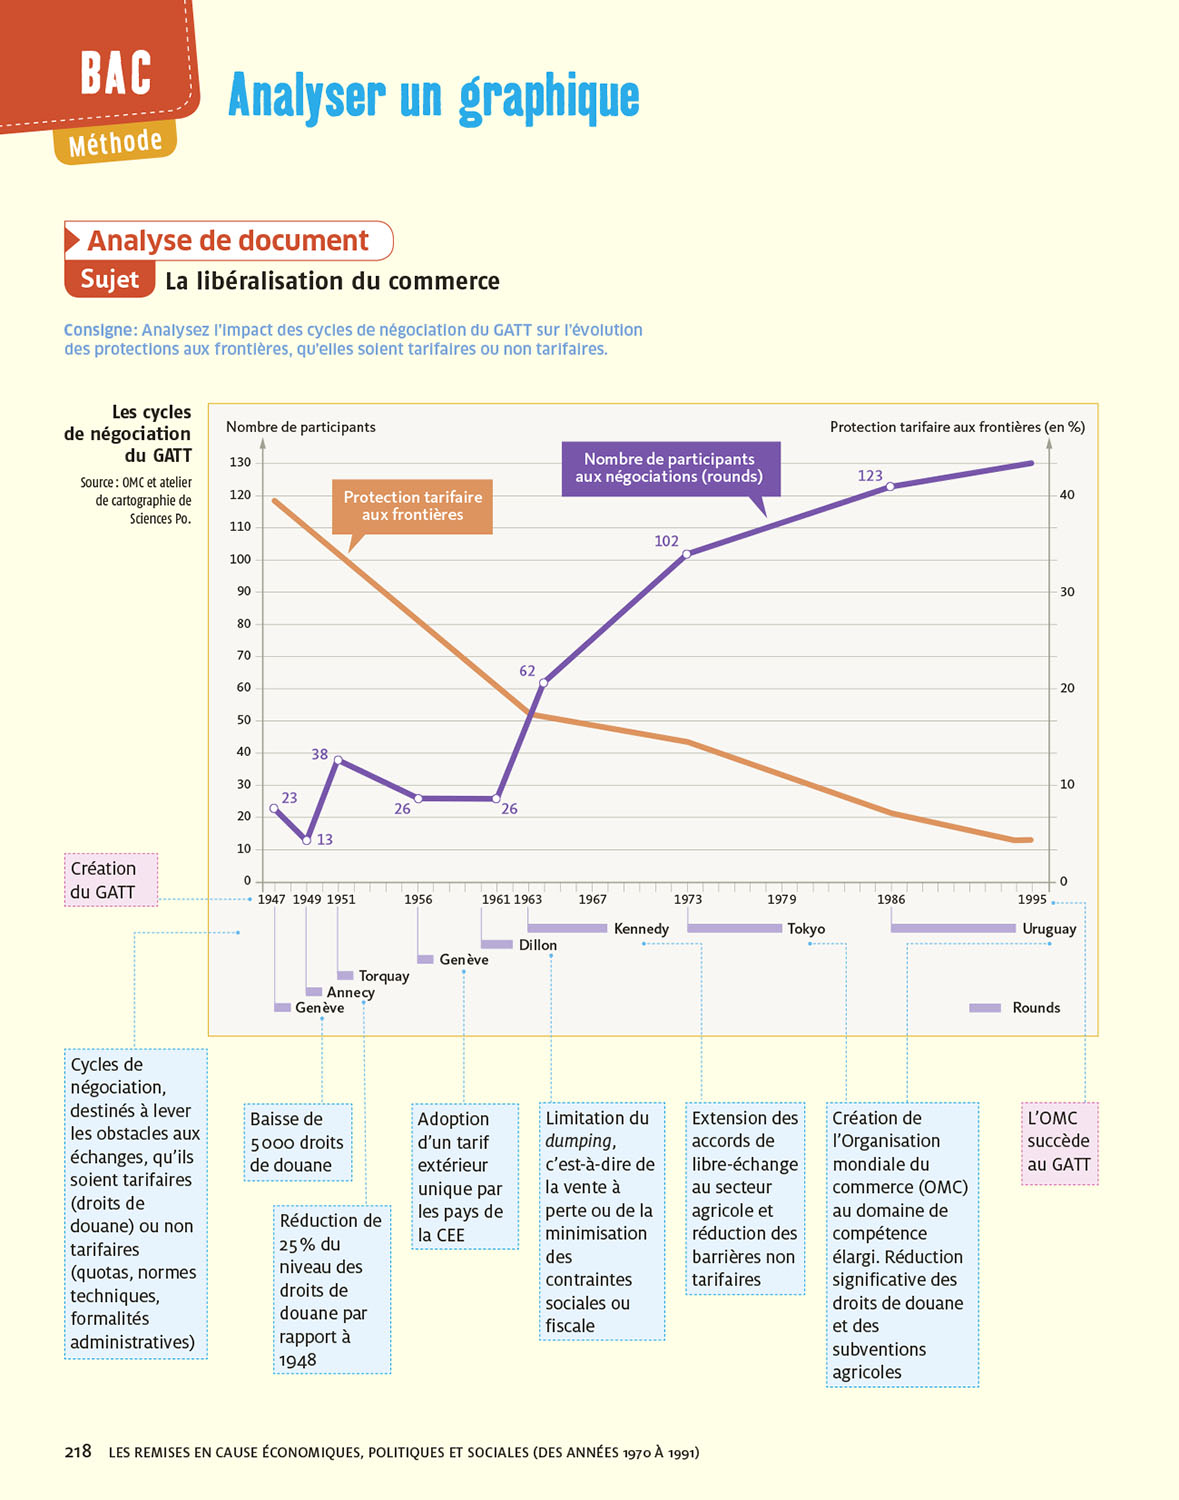 BAC
Méthode
Analyser un graphique
Analyse de document
Sujet La libéralisation du commerce
Consigne : Analysez l'impact des cycles de négociation du GATT sur l'évolution
des protections aux frontières, qu'elles soient tarifaires ou non tarifaires.
Les cycles
de négociation
du GATT
Source : OMC et atelier
de cartographie de
Sciences Po.
Nombre de participants
Protection tarifaire aux frontières (en %)
Nombre de participants
aux négociations (rounds)
Protection tarifaire
aux frontières
130
120
110
100
90
80
70
60
50
40
30
20
10
0
40
30
20
10
0
23
13
38
26
26
62
102
123
1947 1949 1951 1956 1961 1963 1967 1973 1979 1986 1995
Kennedy
Tokyo
Uruguay
Dillon
Genève
Torquay
Annecy
Genève
Rounds
Création
du GATT
Cycles de
négociation,
destinés à lever
les obstacles aux
échanges, qu'ils
soient tarifaires
(droits de
douane) ou non
tarifaires
(quotas, normes
techniques,
formalités
administratives)
Baisse de
5 000 droits
de douane
Réduction de
25 % du
niveau des
droits de
douane par
rapport à
1948
Adoption
d'un tarif
extérieur
unique par
les pays de
la CEE
Limitation du
dumping,
c'est-à-dire de
la vente à
perte ou de la
minimisation
des
contraintes
sociales ou
fiscale
Extension des
accords de
libre-échange
au secteur
agricole et
réduction des
barrières non
tarifaires
Création de
l'Organisation
mondiale du
commerce (OMC)
au domaine de
compétence
élargi. Réduction
significative des
droits de douane
et des
subventions
agricoles
L'OMC
succède
au GATT
218 LES REMISES EN CAUSE ÉCONOMIQUES, POLITIQUES ET SOCIALES (DES ANNÉES 1970 À 1991)